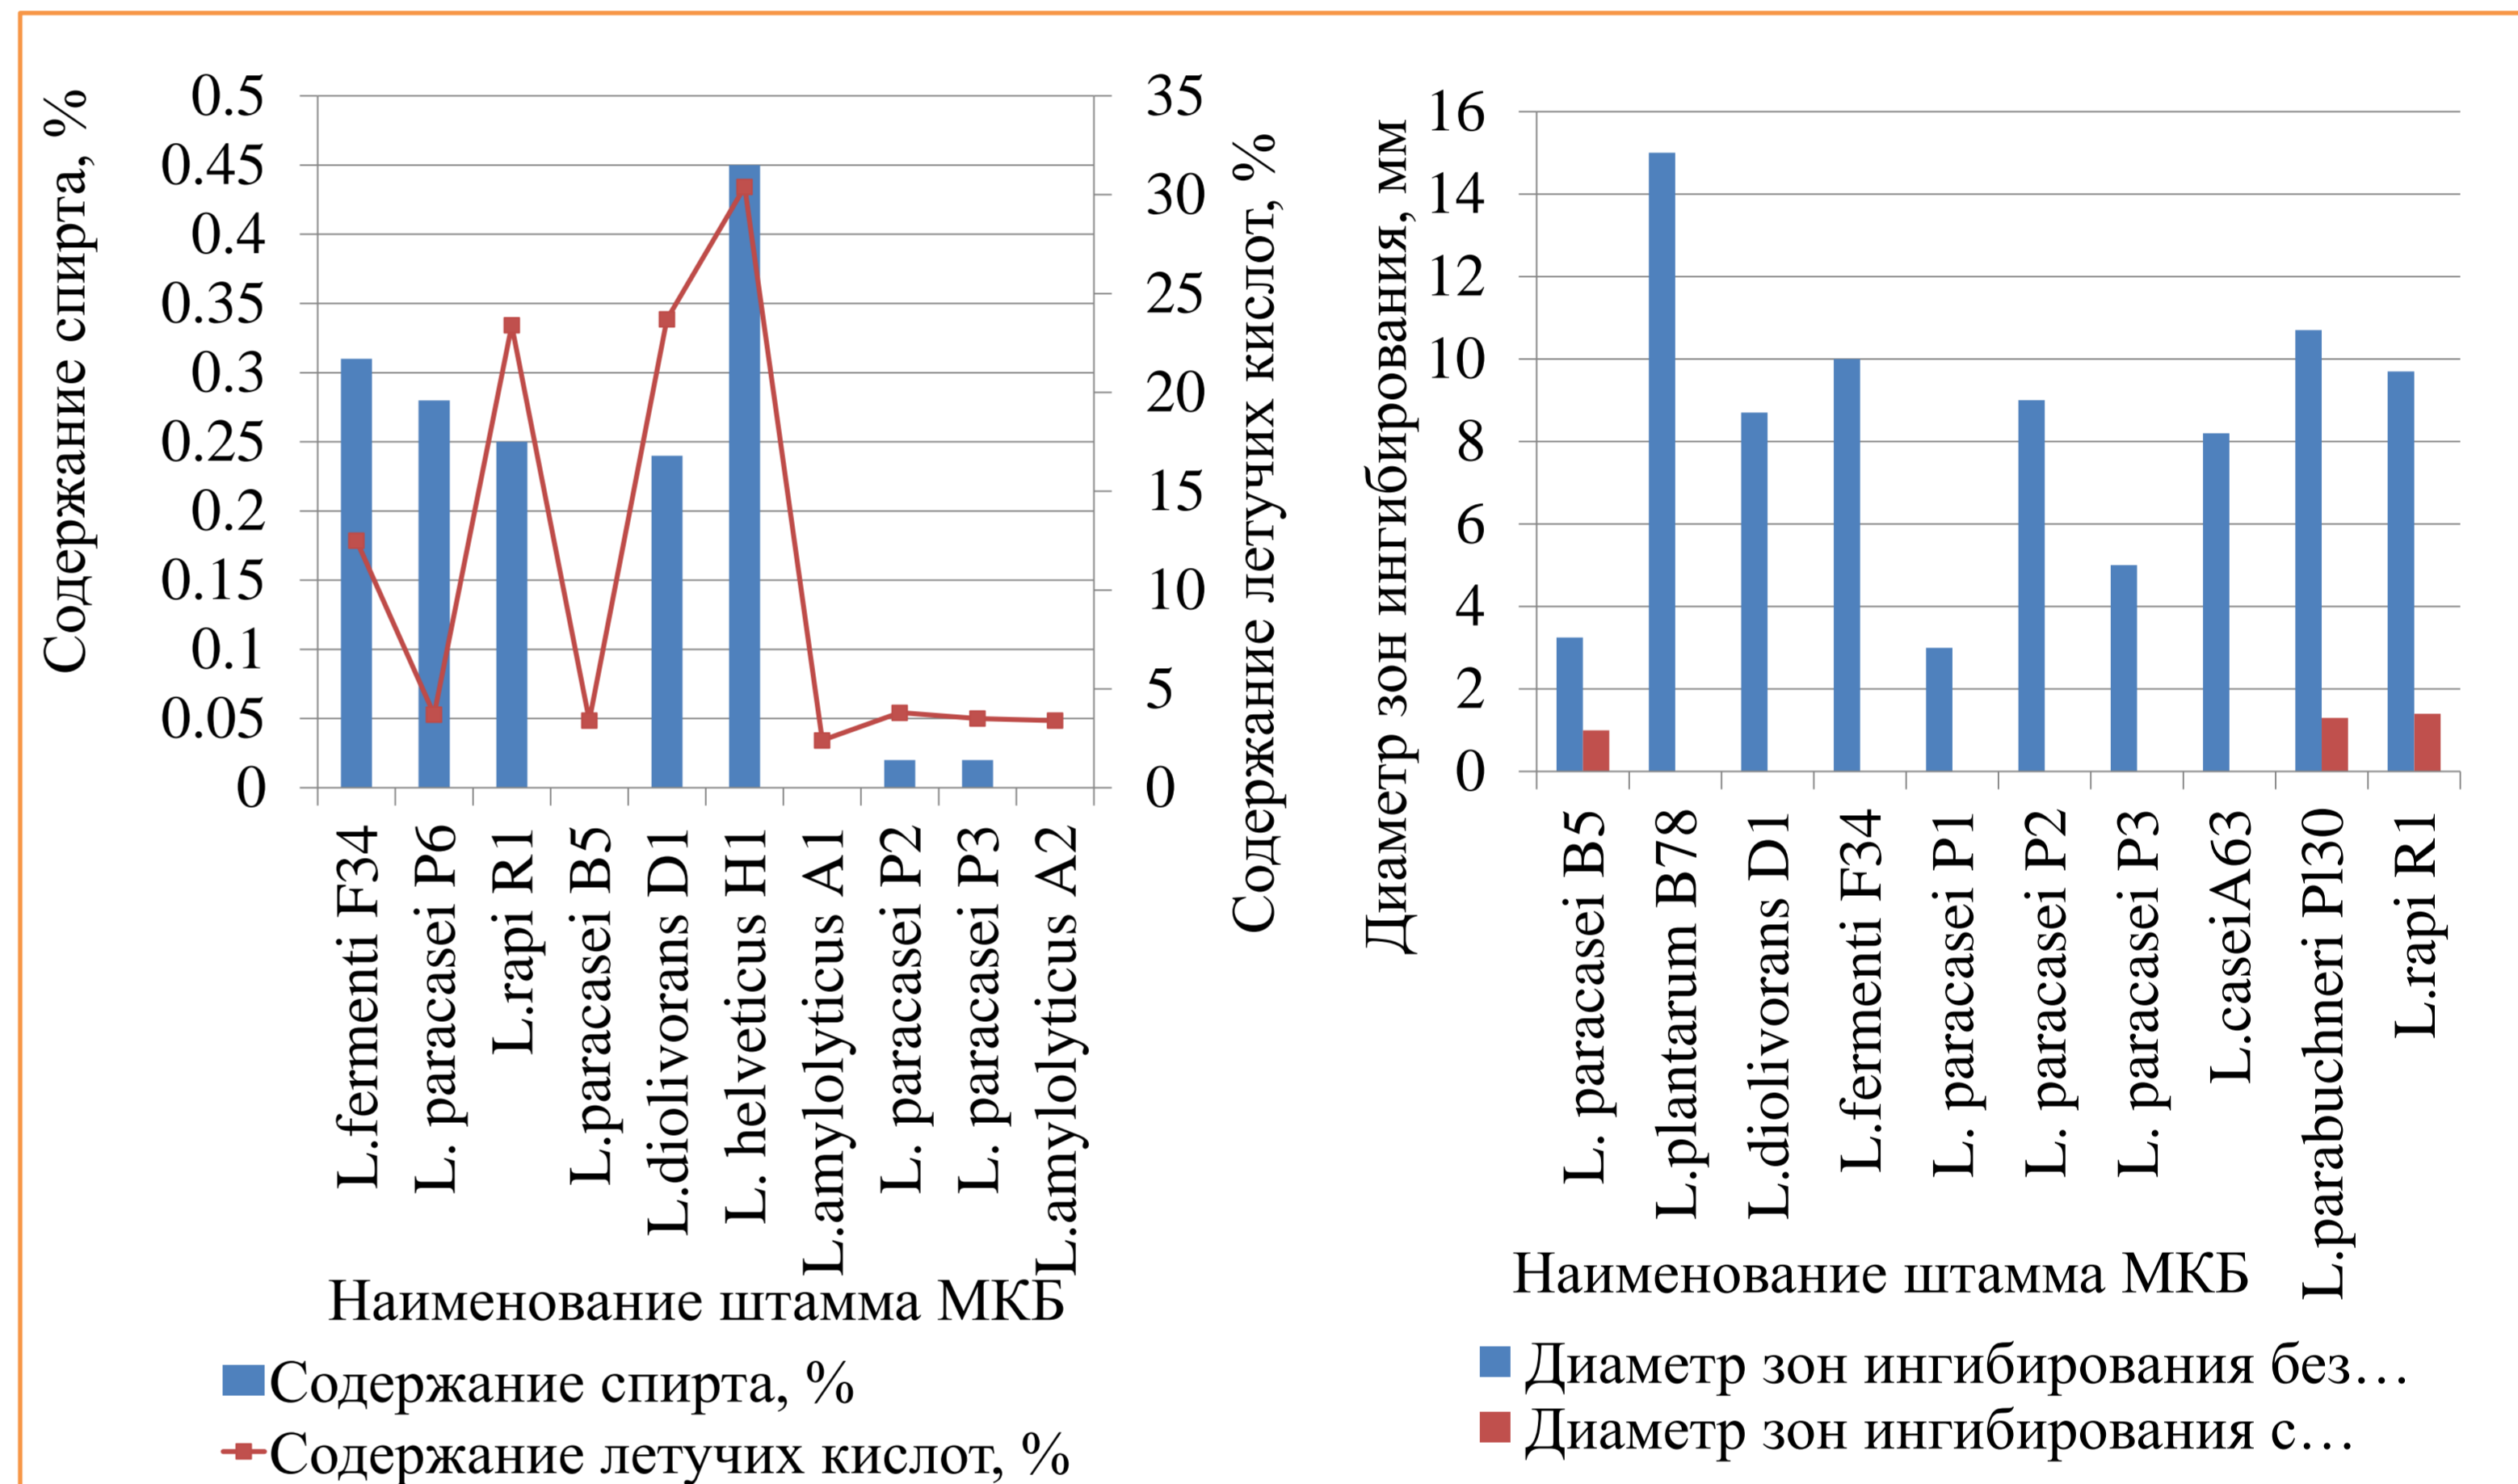 Содержание спирта, %
0.5
0.45
0.4
0.35
0.3
0.25
0.2
0.15
0.1
0.05
0
35
30
25
20
15
10
5
0
Содержание летучих кислот, %
L.fermenti F34
L. paracasei P6
L.rapi R1
L.paracasei B5
L.diolivorans D1
L. helveticus H1
L.amylolyticus A1
L. paracasei P2
L. paracasei P3
L.amylolyticus A2
Наименование штамма МКБ
Содержание спирта, %
Содержание летучих кислот, %
Диаметр зон ингибирования, мм
16
14
12
10
8
6
4
2
0
L. paracasei B5
L.plantarum B78
L.diolivorans D1
L.fermenti F34
L. paracasei P1
L. paracasei P2
L. paracasei P3
L.caseiA63
L.parabuchneri Pl30
L.rapi R1
Наименование штамма МКБ
Диаметр зон ингибирования без…
Диаметр зон ингибирования с…